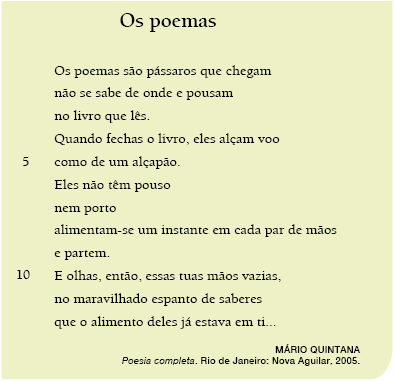 Os poemas
Os poemas são pássaros que chegam
não se sabe de onde e pousam
no livro que lês.
Quando fechas o livro, eles alçam voo
5 como de um alçapão.
Eles não têm pouso
nem porto
alimentam-se um instante em cada par de mãos
e partem.
10 E olhas, então, essas tuas mãos vazias,
no maravilhado espanto de saberes
que o alimento deles já estava em ti...
MÁRIO QUINTANA
Poesia completa. Rio de Janeiro: Nova Aguilar, 2005.